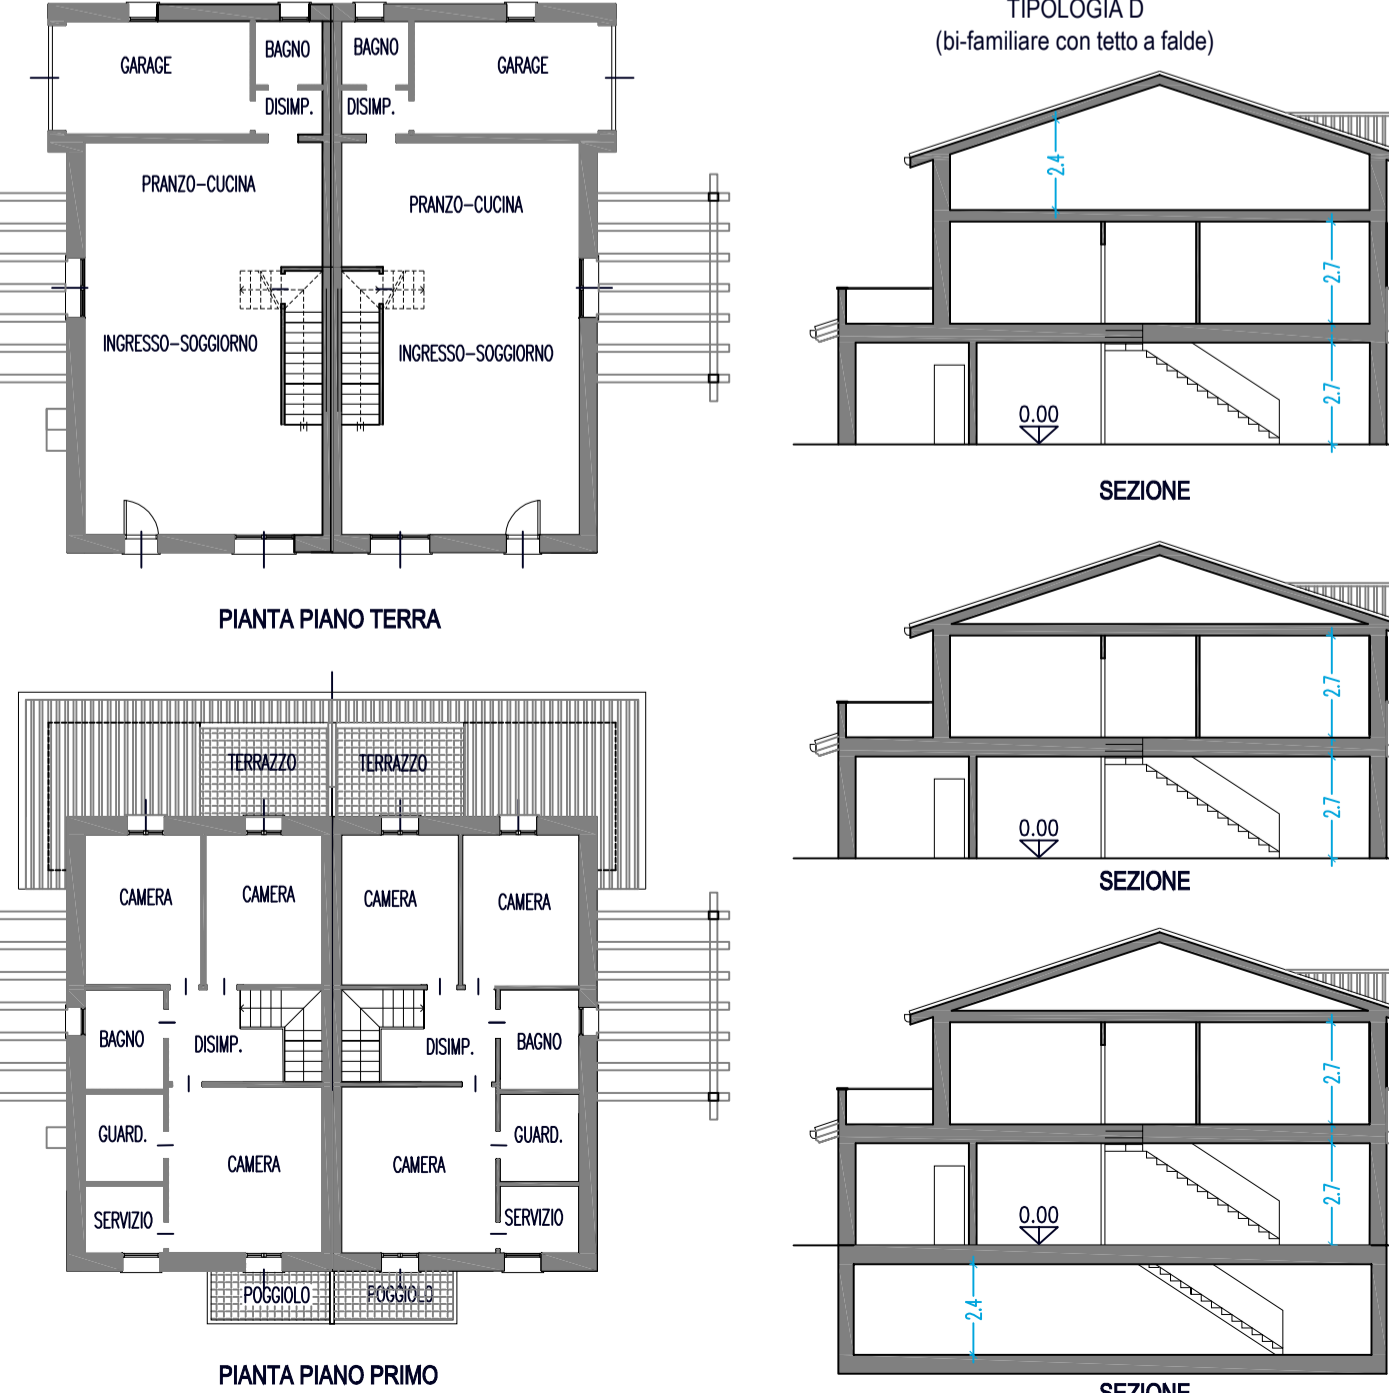 GARAGE
BAGNO
BAGNO
GARAGE
DISIMP.
DISIMP.
PRANZO-CUCINA
PRANZO-CUCINA
INGRESSO-SOGGIORNO
INGRESSO-SOGGIORNO
PIANTA PIANO TERRA
TERRAZZO
TERRAZZO
CAMERA
CAMERA
CAMERA
CAMERA
BAGNO
DISIMP.
DISIMP.
BAGNO
GUARD.
GUARD.
CAMERA
CAMERA
SERVIZIO
SERVIZIO
POGGIOLO
POGGIOLO
PIANTA PIANO PRIMO
TIPOLOGIA D
(bi-familiare con tetto a falde)
2.4
2.7
2.7
0.00
SEZIONE
2.7
2.7
0.00
SEZIONE
2.7
2.7
0.00
2.4
SEZIONE